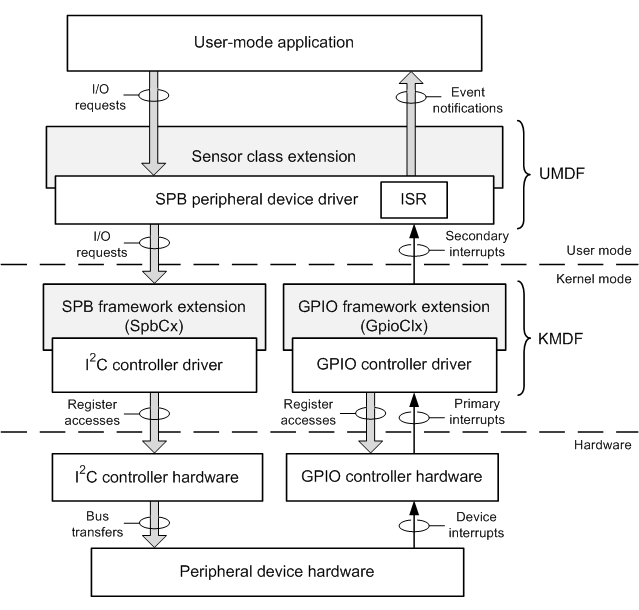 User-mode application
I/O
requests
Event
notifications
Sensor class extension
UMDF
SPB peripheral device driver
ISR
I/O
requests
Secondary
interrupts
User mode
Kernel mode
SPB framework extension
(SpbCx)
GPIO framework extension
(GpioClx)
KMDF
I²C controller driver
GPIO controller driver
Register
accesses
Register
accesses
Primary
interrupts
Hardware
I²C controller hardware
GPIO controller hardware
Bus
transfers
Device
interrupts
Peripheral device hardware